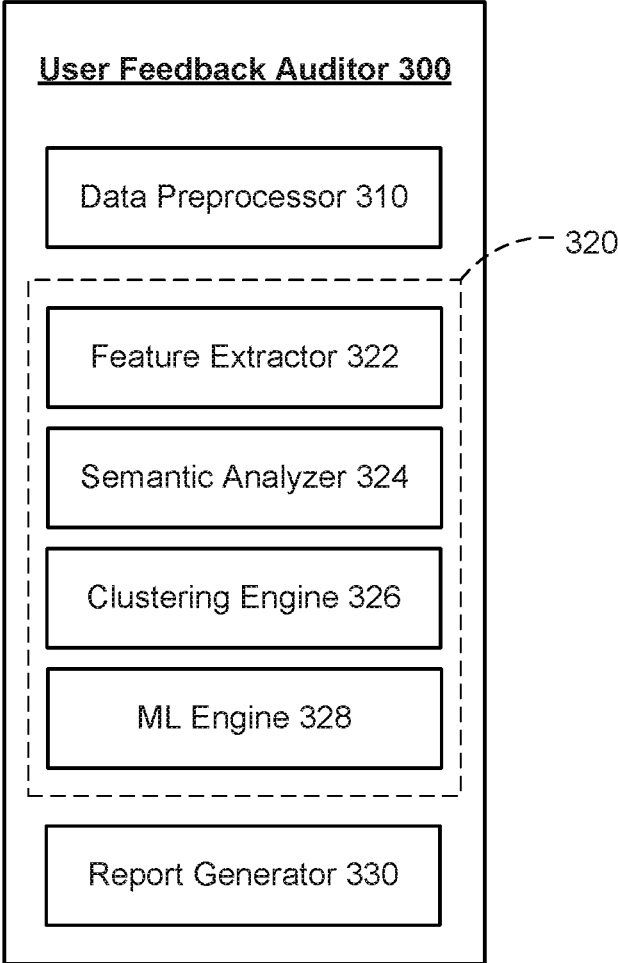 User Feedback Auditor 300
Data Preprocessor 310
320
Feature Extractor 322
Semantic Analyzer 324
Clustering Engine 326
ML Engine 328
Report Generator 330